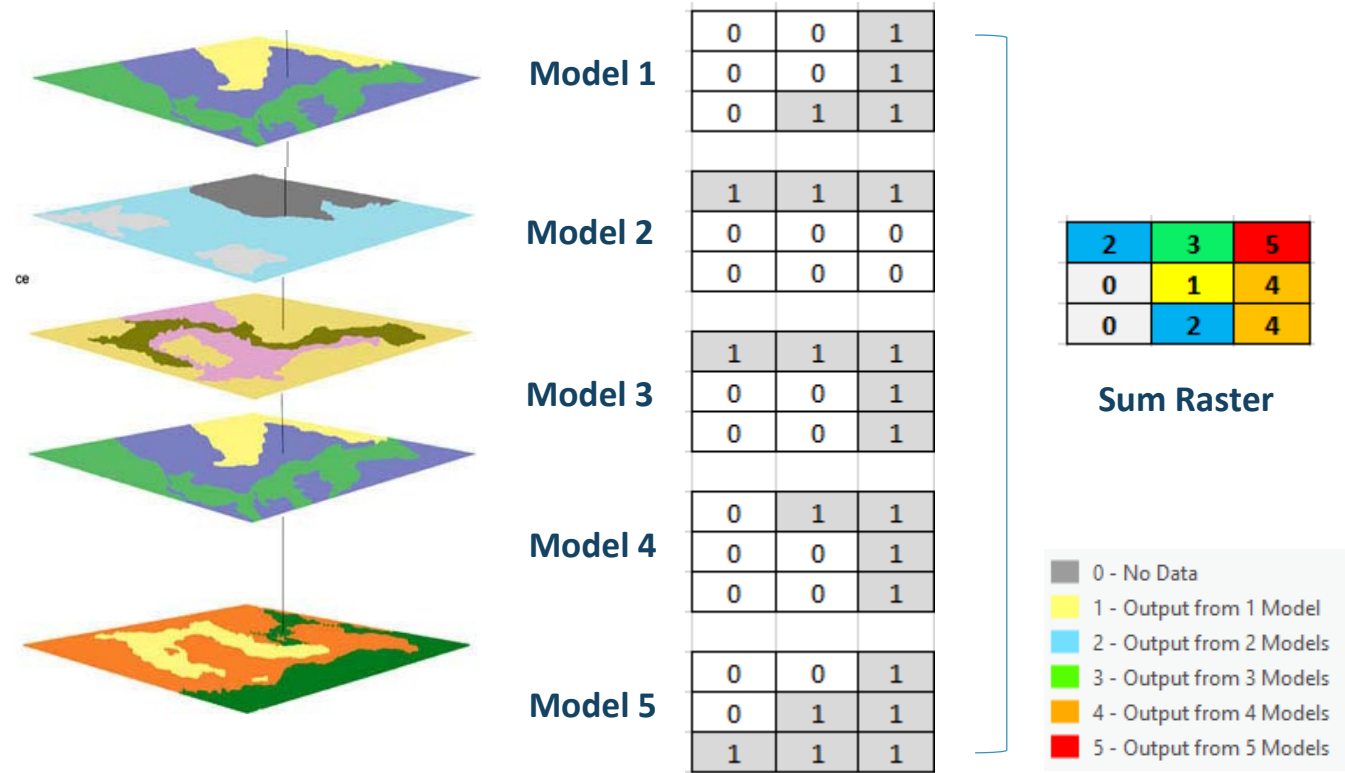 0 0 1
Model 1
0 0 1
0 1 1
1 1 1
Model 2
0 0 0
0 0 0
ce
1 1 1
Model 3
0 0 1
0 0 1
0 1 1
Model 4
0 0 1
0 0 1
0 0 1
Model 5
0 1 1
1 1 1
2 3 5
0 1 4
0 2 4
Sum Raster
0 - No Data
1 - Output from 1 Model
2 - Output from 2 Models
3 - Output from 3 Models
4 - Output from 4 Models
5 - Output from 5 Models